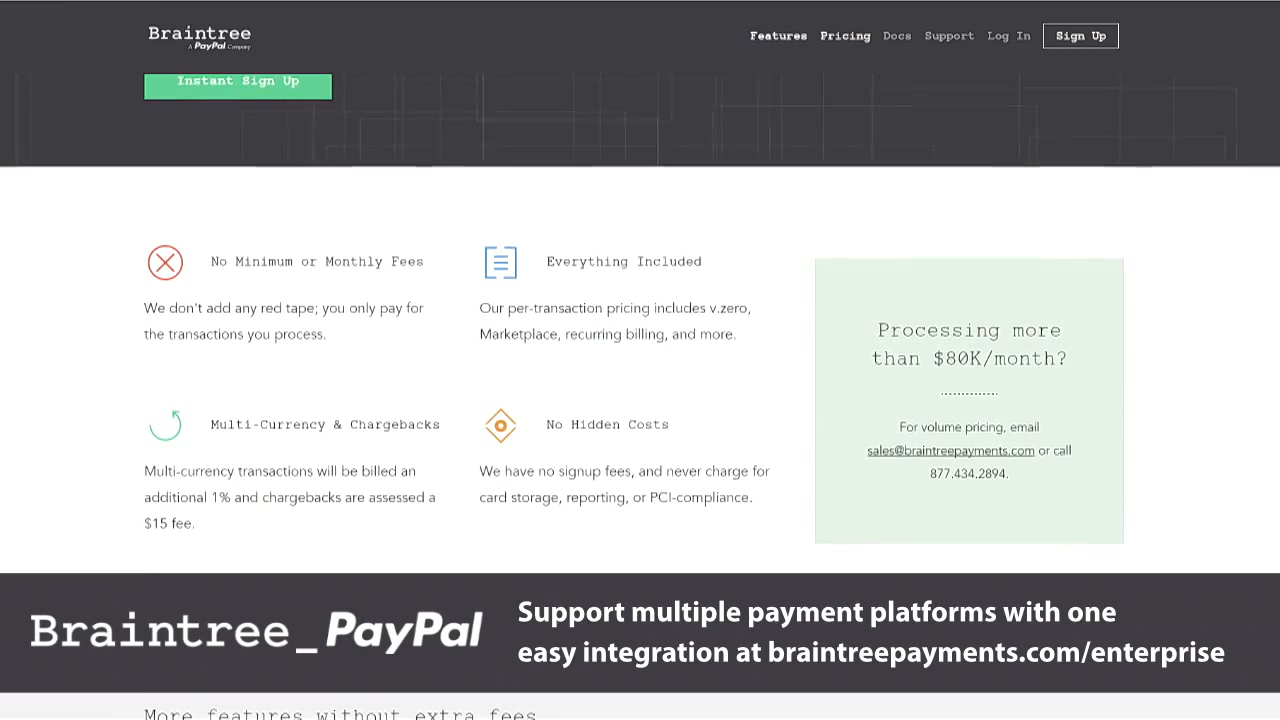 Braintree
A PayPal Company
Features Pricing Docs Support Log In Sign Up
Instant Sign Up
No Minimum or Monthly Fees
We don't add any red tape; you only pay for
the transactions you process.
Everything Included
Our per-transaction pricing includes v.zero,
Marketplace, recurring billing, and more.
Multi-Currency & Chargebacks
Multi-currency transactions will be billed an
additional 1% and chargebacks are assessed a
$15 fee.
No Hidden Costs
We have no signup fees, and never charge for
card storage, reporting, or PCI-compliance.
Processing more
than $80K/month?
For volume pricing, email
sales@braintreepayments.com or call
877.434.2894.
Braintree_PayPal
Support multiple payment platforms with one
easy integration at braintreepayments.com/enterprise
More features without extra fees